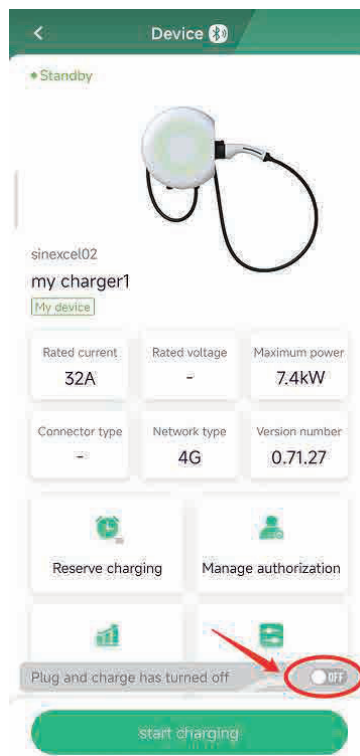 Device
Standby
sinexcel02
my charger1
My device
Rated current
32A
Rated voltage
-
Maximum power
7.4kW
Connector type
-
Network type
4G
Version number
0.71.27
Reserve charging
Manage authorization
Plug and charge has turned off
OFF
start charging